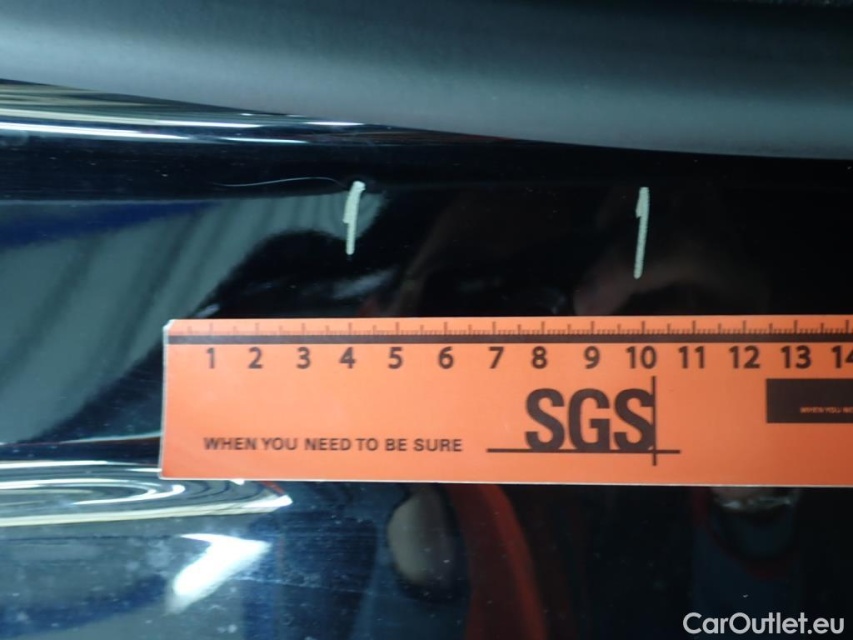 1 2 3 4 5 6 7 8 9 10 11 12 13 14
SGS
WHEN YOU NEED TO BE SURE
CarOutlet.eu